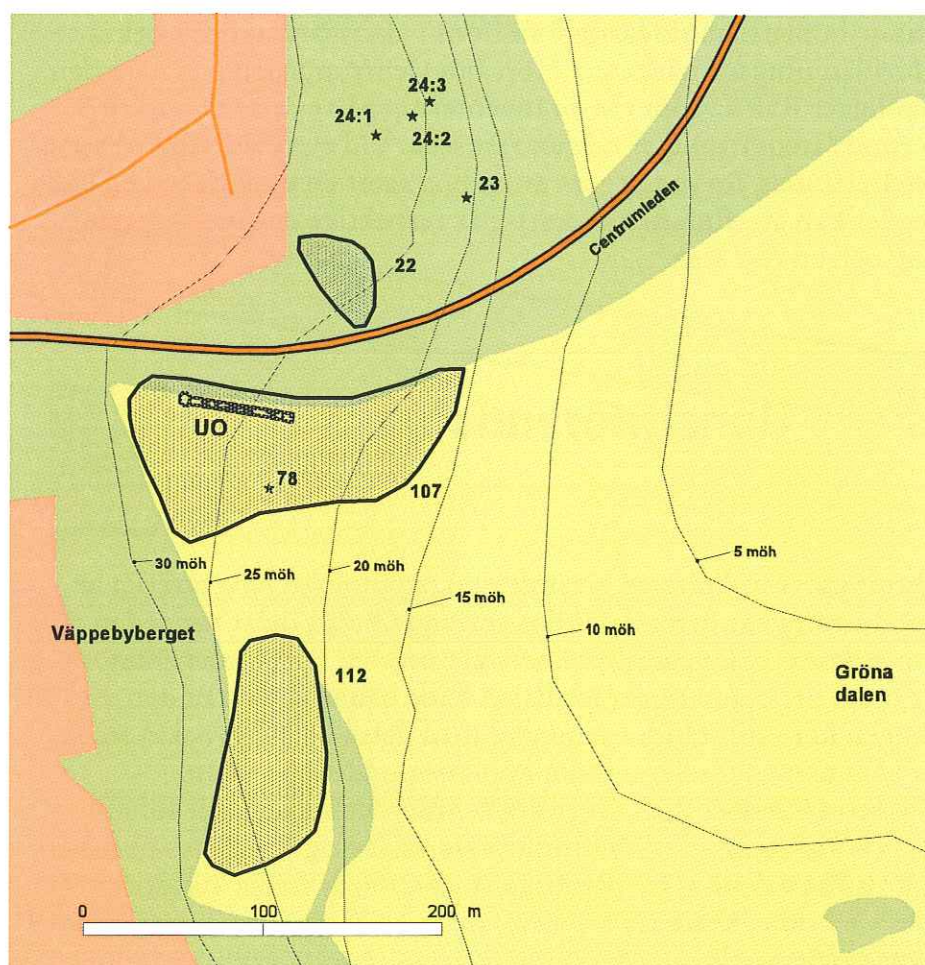 24:3
24:1
24:2
23
Centrumleden
22
UO
78
107
30 möh
25 möh
20 möh
5 möh
15 möh
10 möh
Väppebyberget
112
Gröna
dalen
0 100 200 m